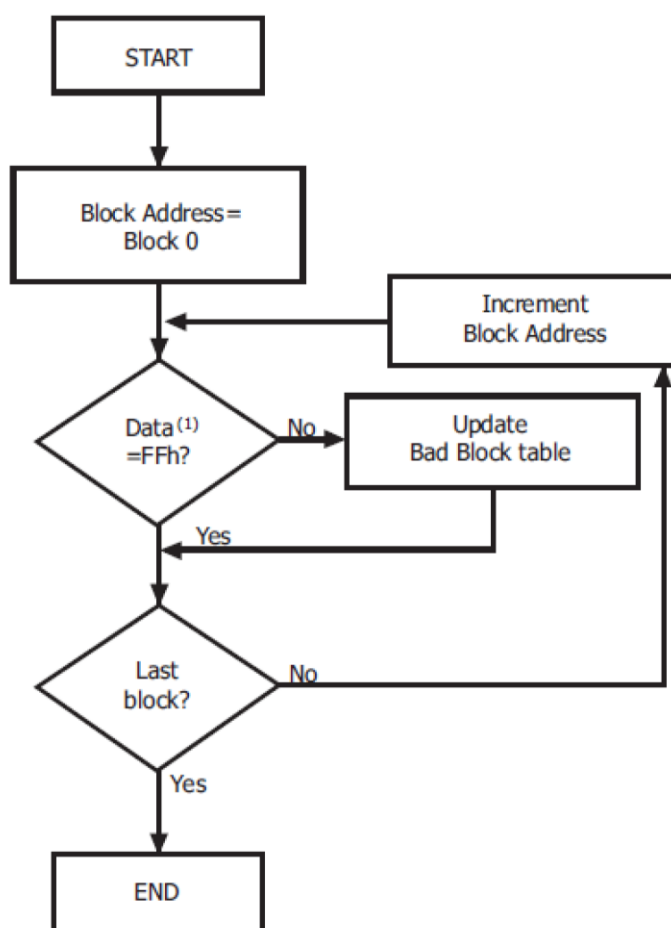 START
Block Address=
Block 0
Increment
Block Address
Data(1)
=FFh?
No
Update
Bad Block table
Yes
Last
block?
No
Yes
END